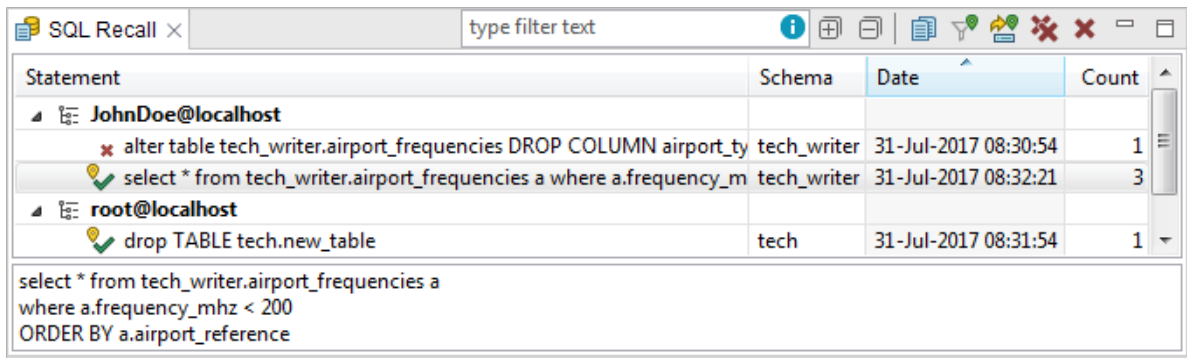 SQL Recall
type filter text
Statement Schema Date Count
JohnDoe@localhost
alter table tech_writer.airport_frequencies DROP COLUMN airport_ty tech_writer 31-Jul-2017 08:30:54 1
select * from tech_writer.airport_frequencies a where a.frequency_m tech_writer 31-Jul-2017 08:32:21 3
root@localhost
drop TABLE tech.new_table tech 31-Jul-2017 08:31:54 1
select * from tech_writer.airport_frequencies a
where a.frequency_mhz < 200
ORDER BY a.airport_reference